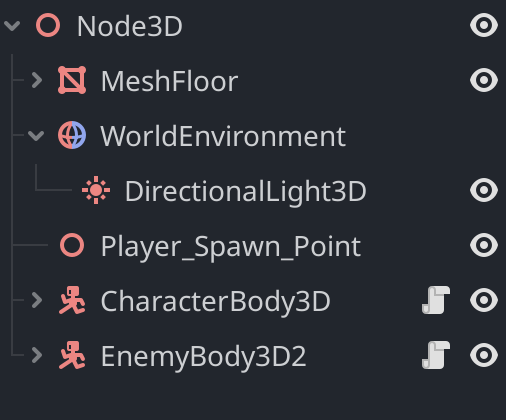 Node3D
MeshFloor
WorldEnvironment
DirectionalLight3D
Player_Spawn_Point
CharacterBody3D
EnemyBody3D2